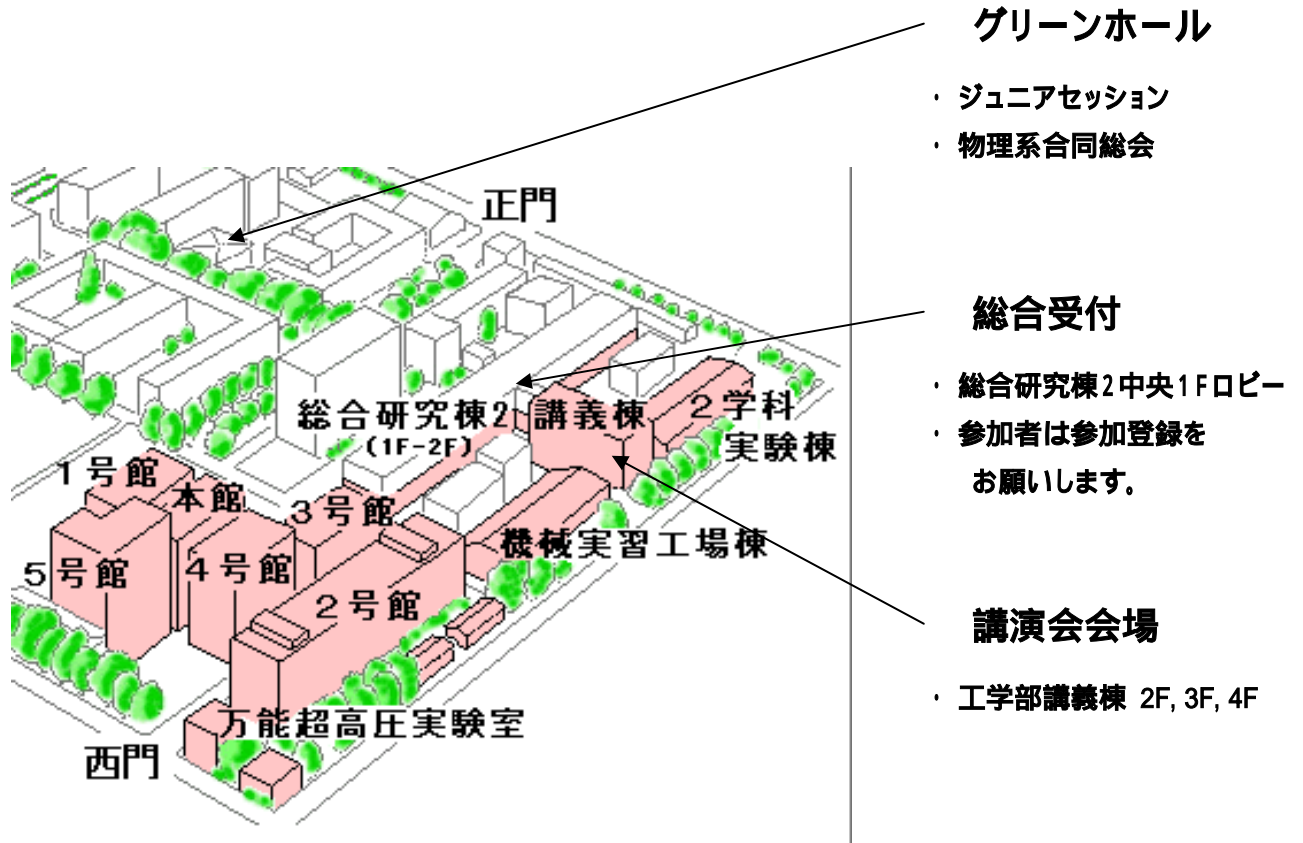 グリーンホール
・ ジュニアセッション
・ 物理系合同総会
正門
総合受付
・ 総合研究棟2中央1Fロビー
・ 参加者は参加登録を
お願いします。
総合研究棟2
(1F-2F)
講義棟
2学科
実験棟
1号館
本館
3号館
機械実習工場棟
5号館
4号館
2号館
講演会会場
・ 工学部講義棟 2F, 3F, 4F
万能超高圧実験室
西門